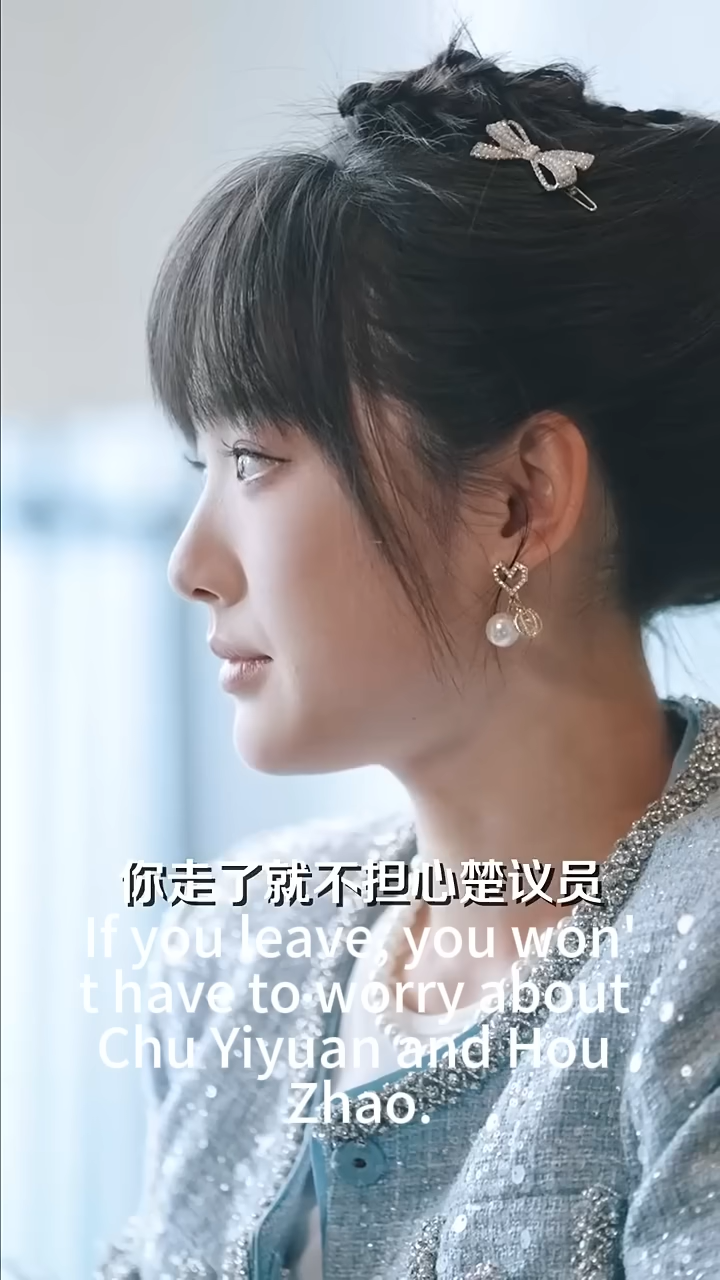 你走了就不担心楚议员
If you leave, you won'
t have to worry about
Chu Yiyuan and Hou
Zhao.